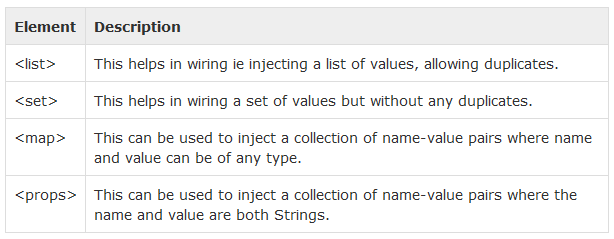 Element Description
<list> This helps in wiring ie injecting a list of values, allowing duplicates.
<set> This helps in wiring a set of values but without any duplicates.
<map> This can be used to inject a collection of name-value pairs where name
and value can be of any type.
<props> This can be used to inject a collection of name-value pairs where the
name and value are both Strings.